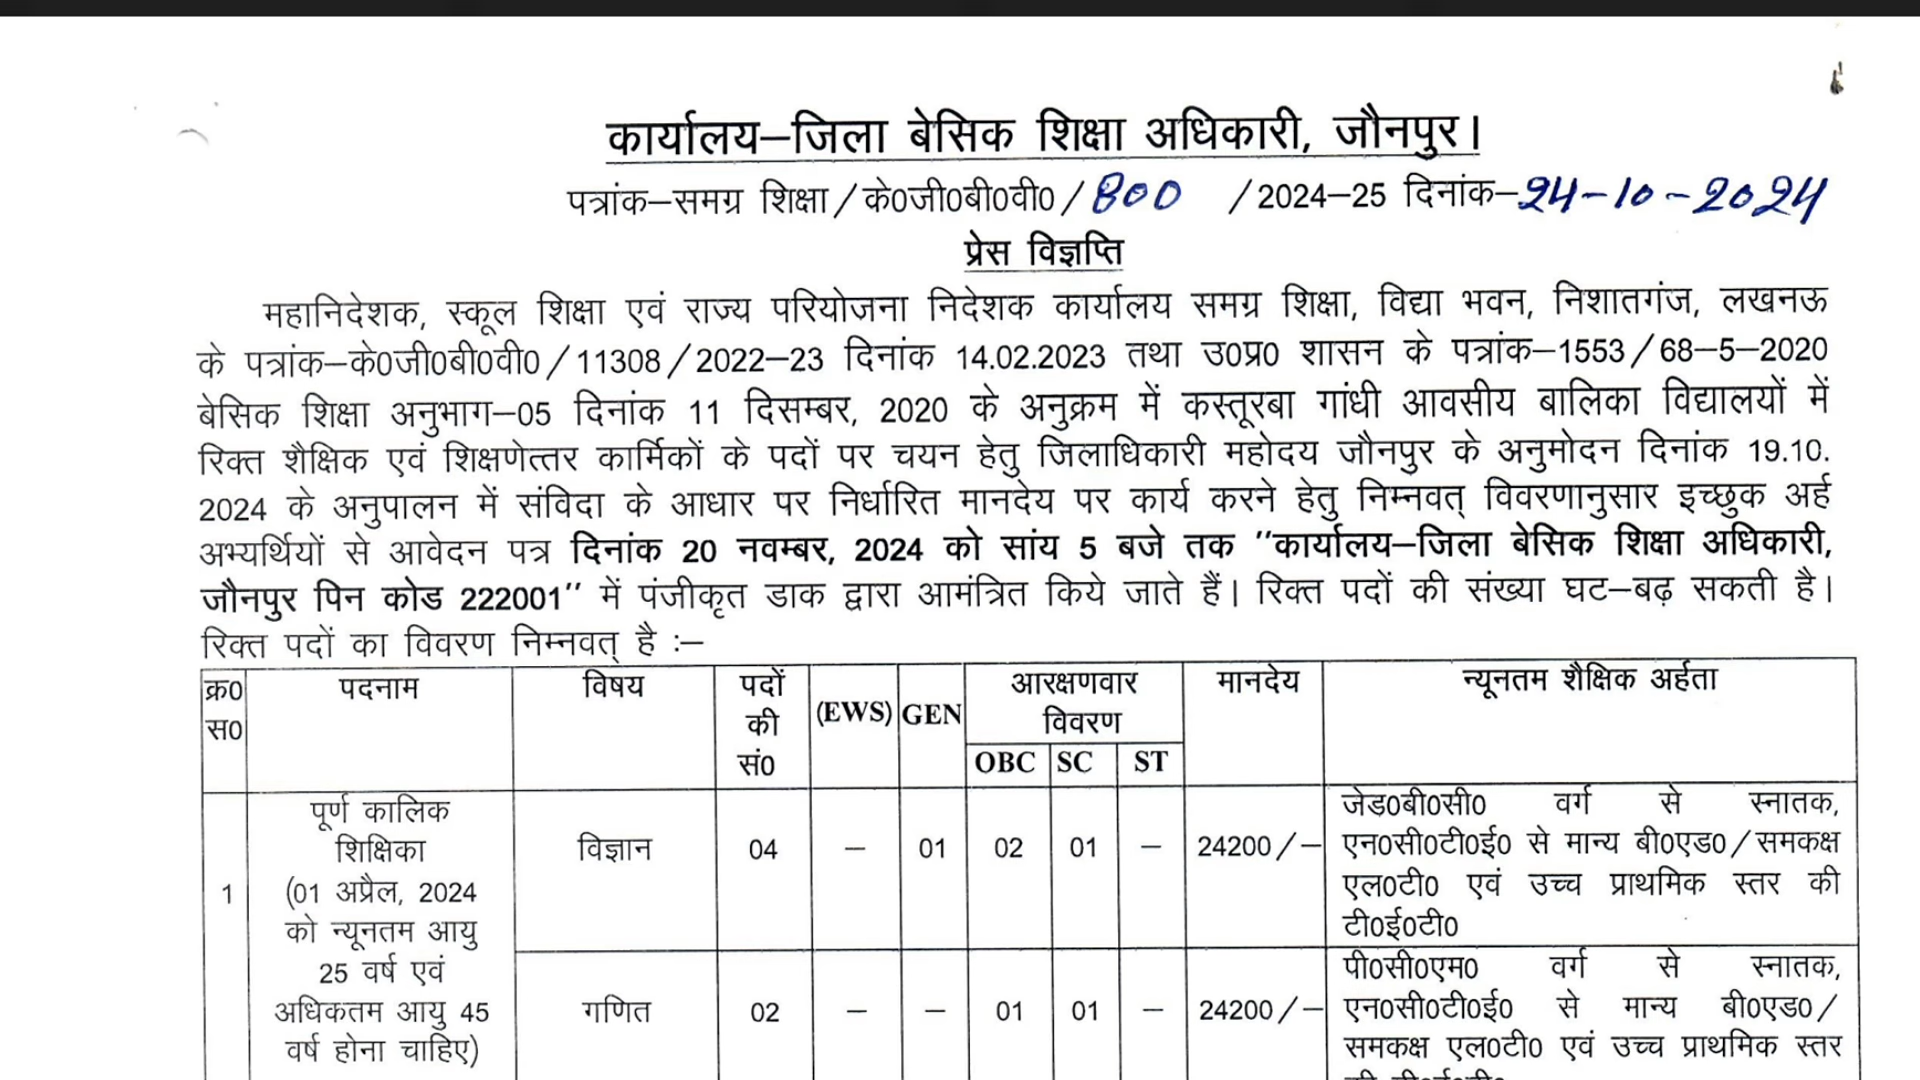 कार्यालय–जिला बेसिक शिक्षा अधिकारी, जौनपुर।
पत्रांक–समग्र शिक्षा/के0जी0बी0वी0/800 /2024–25 दिनांक–24-10-2024
प्रेस विज्ञप्ति
महानिदेशक, स्कूल शिक्षा एवं राज्य परियोजना निदेशक कार्यालय समग्र शिक्षा, विद्या भवन, निशातगंज, लखनऊ
के पत्रांक–के0जी0बी0वी0/11308/2022–23 दिनांक 14.02.2023 तथा उ0प्र0 शासन के पत्रांक–1553/68–5–2020
बेसिक शिक्षा अनुभाग–05 दिनांक 11 दिसम्बर, 2020 के अनुक्रम में कस्तूरबा गांधी आवसीय बालिका विद्यालयों में
रिक्त शैक्षिक एवं शिक्षणेत्तर कार्मिकों के पदों पर चयन हेतु जिलाधिकारी महोदय जौनपुर के अनुमोदन दिनांक 19.10.
2024 के अनुपालन में संविदा के आधार पर निर्धारित मानदेय पर कार्य करने हेतु निम्नवत् विवरणानुसार इच्छुक अर्ह
अभ्यर्थियों से आवेदन पत्र दिनांक 20 नवम्बर, 2024 को सांय 5 बजे तक "कार्यालय–जिला बेसिक शिक्षा अधिकारी,
जौनपुर पिन कोड 222001" में पंजीकृत डाक द्वारा आमंत्रित किये जाते हैं। रिक्त पदों की संख्या घट–बढ़ सकती है।
रिक्त पदों का विवरण निम्नवत् है :–
क्र0 स0 पदनाम विषय पदों की सं0 (EWS) GEN आरक्षणवार विवरण मानदेय न्यूनतम शैक्षिक अर्हता
OBC SC ST
1 पूर्ण कालिक
शिक्षिका
(01 अप्रैल, 2024
को न्यूनतम आयु
25 वर्ष एवं
अधिकतम आयु 45
वर्ष होना चाहिए)
विज्ञान 04 – 01 02 01 – 24200/–
जेड0बी0सी0 वर्ग से स्नातक,
एन0सी0टी0ई0 से मान्य बी0एड0/समकक्ष
एल0टी0 एवं उच्च प्राथमिक स्तर की
टी0ई0टी0
गणित 02 – – 01 01 – 24200/–
पी0सी0एम0 वर्ग से स्नातक,
एन0सी0टी0ई0 से मान्य बी0एड0/
समकक्ष एल0टी0 एवं उच्च प्राथमिक स्तर